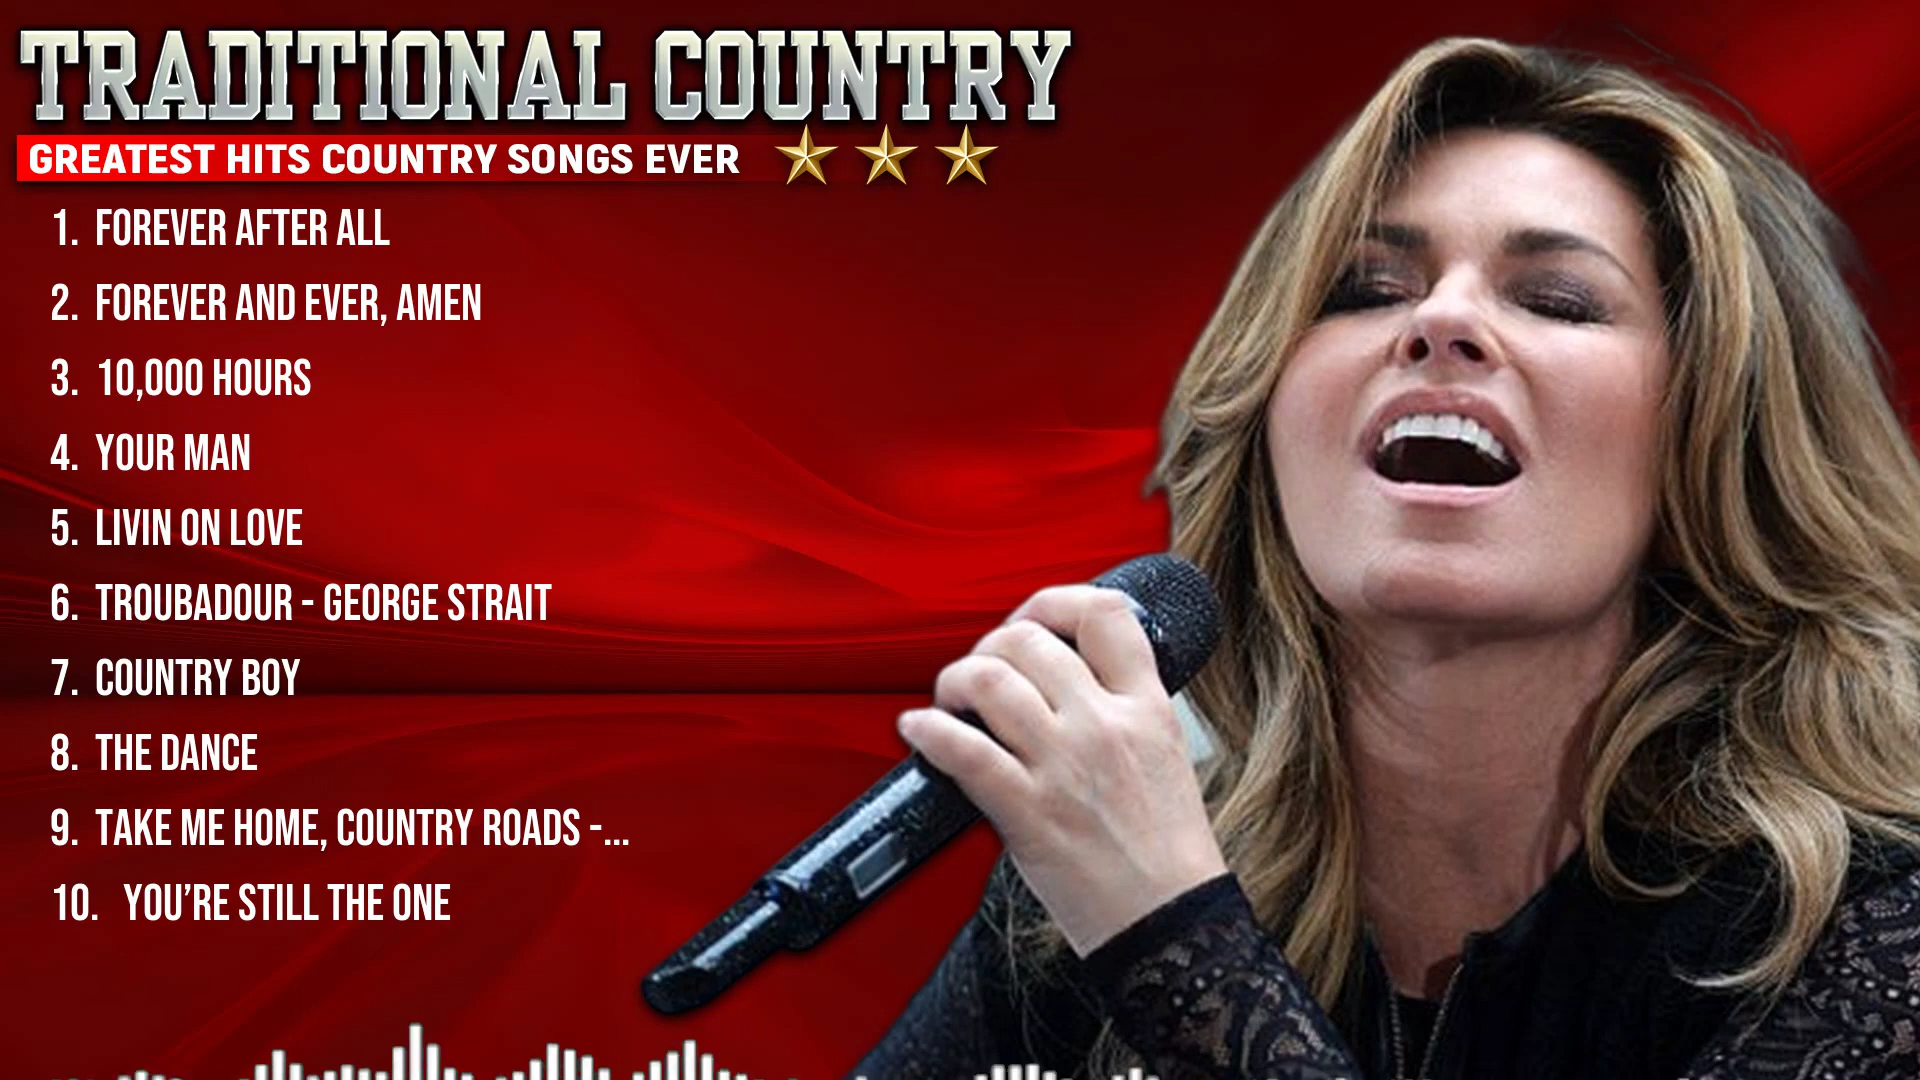 TRADITIONAL COUNTRY
GREATEST HITS COUNTRY SONGS EVER
1. FOREVER AFTER ALL
2. FOREVER AND EVER, AMEN
3. 10,000 HOURS
4. YOUR MAN
5. LIVIN ON LOVE
6. TROUBADOUR - GEORGE STRAIT
7. COUNTRY BOY
8. THE DANCE
9. TAKE ME HOME, COUNTRY ROADS -...
10. YOU’RE STILL THE ONE